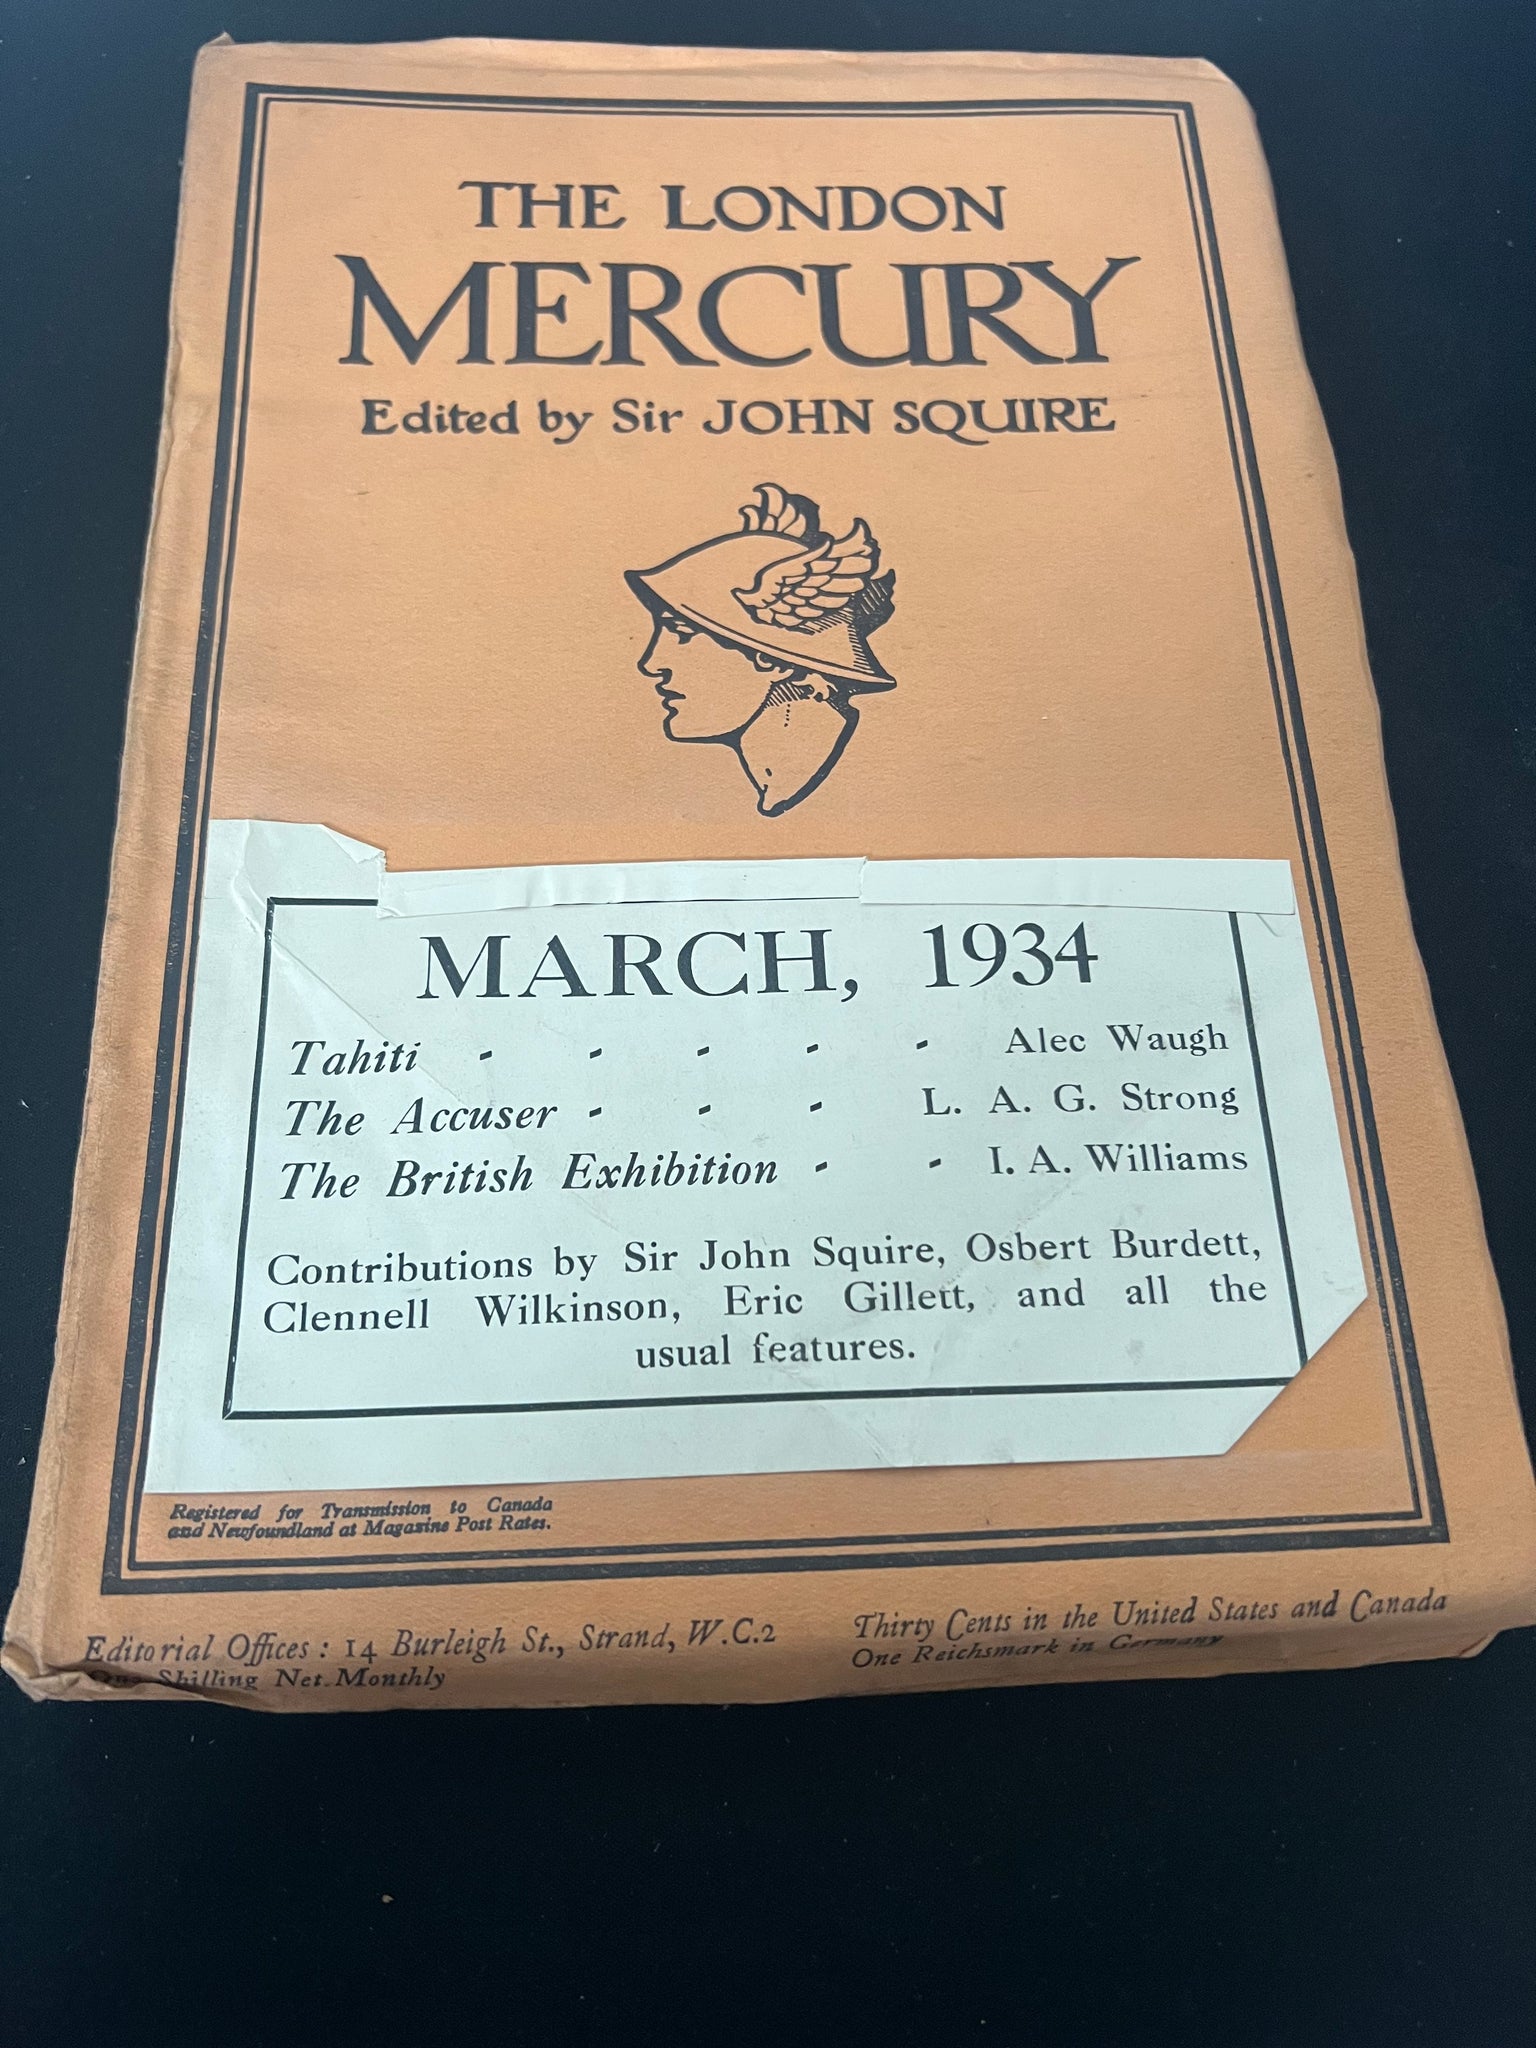 THE LONDON
MERCURY
Edited by Sir JOHN SQUIRE
MARCH, 1934
Tahiti - - - - - Alec Waugh
The Accuser - - - L. A. G. Strong
The British Exhibition - - I. A. Williams
Contributions by Sir John Squire, Osbert Burdett,
Clennell Wilkinson, Eric Gillett, and all the
usual features.
Registered for Transmission to Canada
and Newfoundland at Magazine Post Rates.
Editorial Offices: 14 Burleigh St., Strand, W.C.2
One Shilling Net. Monthly
Thirty Cents in the United States and Canada
One Reichsmark in Germany